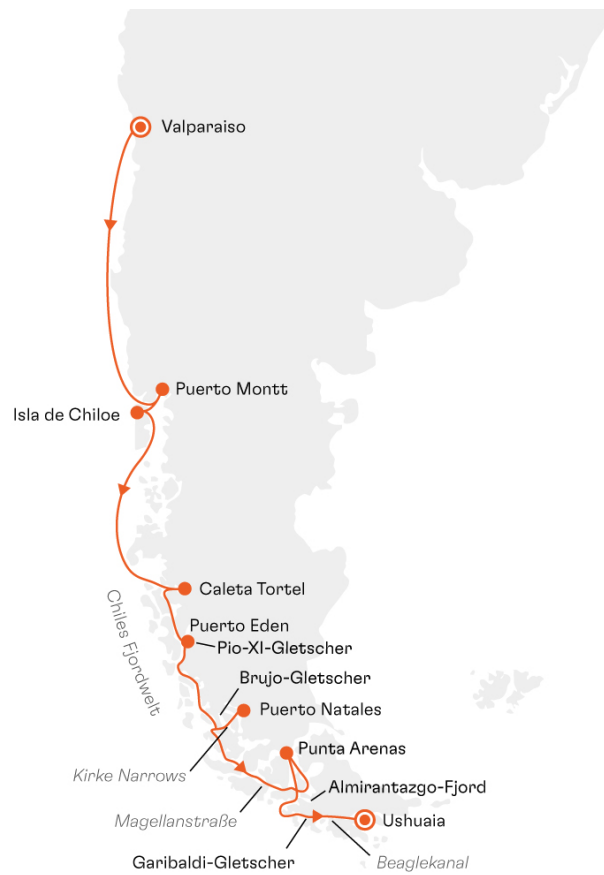 Valparaiso
Puerto Montt
Isla de Chiloe
Caleta Tortel
Chiles Fjordwelt
Puerto Eden
Pio-XI-Gletscher
Brujo-Gletscher
Puerto Natales
Kirke Narrows
Punta Arenas
Almirantazgo-Fjord
Magellanstraße
Ushuaia
Garibaldi-Gletscher
Beaglekanal